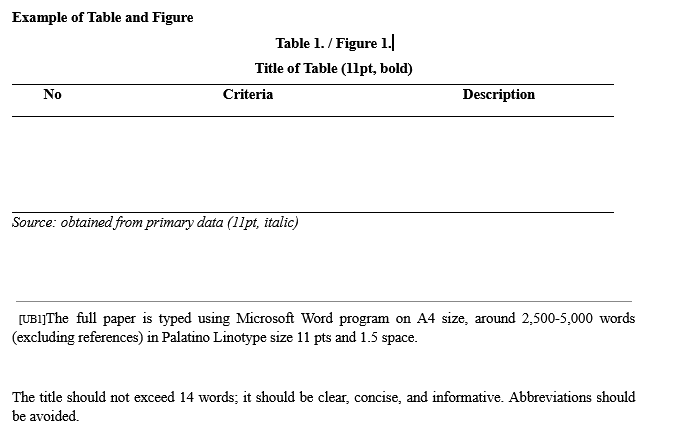 Example of Table and Figure
Table 1. / Figure 1.
Title of Table (11pt, bold)
No Criteria Description
Source: obtained from primary data (11pt, italic)
[UB1]The full paper is typed using Microsoft Word program on A4 size, around 2,500-5,000 words
(excluding references) in Palatino Linotype size 11 pts and 1.5 space.
The title should not exceed 14 words; it should be clear, concise, and informative. Abbreviations should
be avoided.